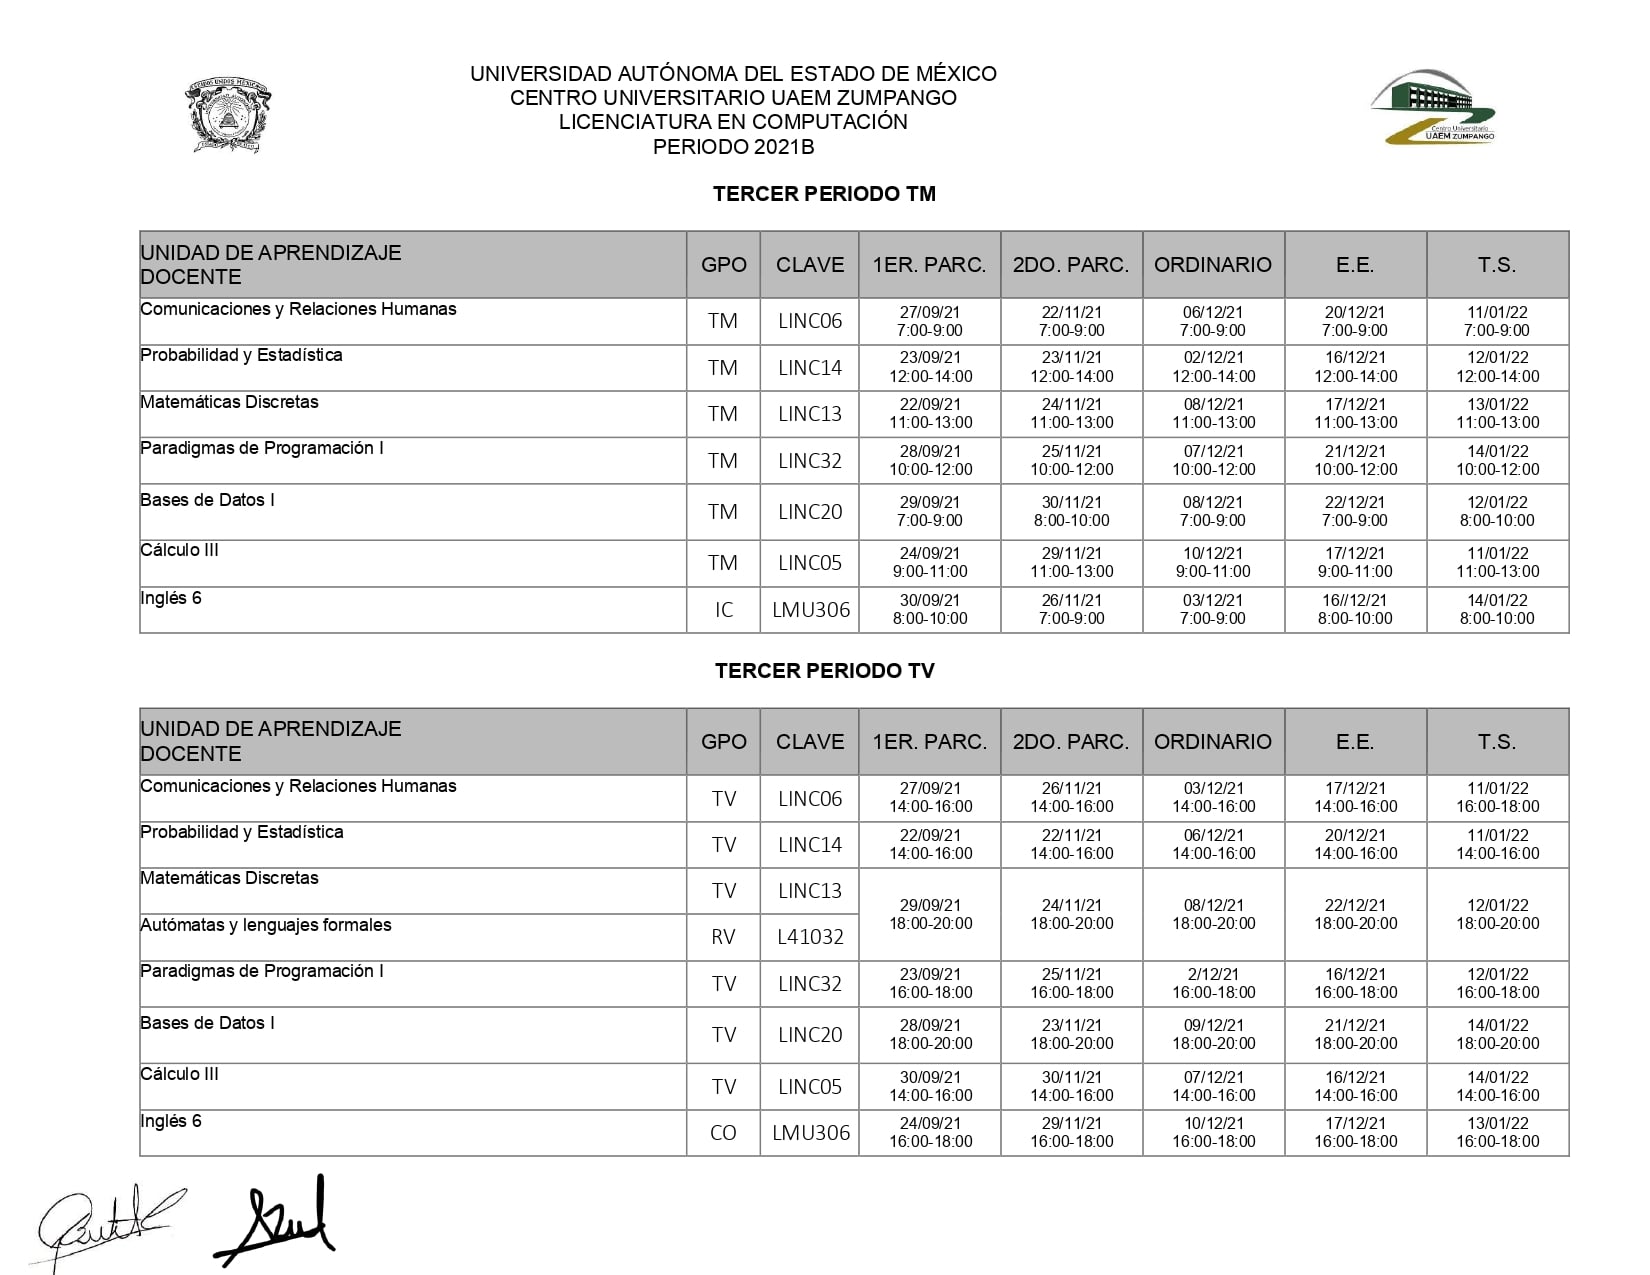 UNIVERSIDAD AUTÓNOMA DEL ESTADO DE MÉXICO
CENTRO UNIVERSITARIO UAEM ZUMPANGO
LICENCIATURA EN COMPUTACIÓN
PERIODO 2021B
Centro Universitario
UAEM ZUMPANGO
TERCER PERIODO TM
UNIDAD DE APRENDIZAJE
DOCENTE
GPO CLAVE 1ER. PARC. 2DO. PARC. ORDINARIO E.E. T.S.
Comunicaciones y Relaciones Humanas
TM LINC06
27/09/21 22/11/21 06/12/21 20/12/21 11/01/22
7:00-9:00 7:00-9:00 7:00-9:00 7:00-9:00 7:00-9:00
Probabilidad y Estadística
TM LINC14
23/09/21 23/11/21 02/12/21 16/12/21 12/01/22
12:00-14:00 12:00-14:00 12:00-14:00 12:00-14:00 12:00-14:00
Matemáticas Discretas
TM LINC13
22/09/21 24/11/21 08/12/21 17/12/21 13/01/22
11:00-13:00 11:00-13:00 11:00-13:00 11:00-13:00 11:00-13:00
Paradigmas de Programación I
TM LINC32
28/09/21 25/11/21 07/12/21 21/12/21 14/01/22
10:00-12:00 10:00-12:00 10:00-12:00 10:00-12:00 10:00-12:00
Bases de Datos I
TM LINC20
29/09/21 30/11/21 08/12/21 22/12/21 12/01/22
7:00-9:00 8:00-10:00 7:00-9:00 7:00-9:00 8:00-10:00
Cálculo III
TM LINC05
24/09/21 29/11/21 10/12/21 17/12/21 11/01/22
9:00-11:00 11:00-13:00 9:00-11:00 9:00-11:00 11:00-13:00
Inglés 6
IC LMU306
30/09/21 26/11/21 03/12/21 16//12/21 14/01/22
8:00-10:00 7:00-9:00 7:00-9:00 8:00-10:00 8:00-10:00
TERCER PERIODO TV
UNIDAD DE APRENDIZAJE
DOCENTE
GPO CLAVE 1ER. PARC. 2DO. PARC. ORDINARIO E.E. T.S.
Comunicaciones y Relaciones Humanas
TV LINC06
27/09/21 26/11/21 03/12/21 17/12/21 11/01/22
14:00-16:00 14:00-16:00 14:00-16:00 14:00-16:00 16:00-18:00
Probabilidad y Estadística
TV LINC14
22/09/21 22/11/21 06/12/21 20/12/21 11/01/22
14:00-16:00 14:00-16:00 14:00-16:00 14:00-16:00 14:00-16:00
Matemáticas Discretas
TV LINC13
29/09/21 24/11/21 08/12/21 22/12/21 12/01/22
18:00-20:00 18:00-20:00 18:00-20:00 18:00-20:00 18:00-20:00
Autómatas y lenguajes formales
RV L41032
Paradigmas de Programación I
TV LINC32
23/09/21 25/11/21 2/12/21 16/12/21 12/01/22
16:00-18:00 16:00-18:00 16:00-18:00 16:00-18:00 16:00-18:00
Bases de Datos I
TV LINC20
28/09/21 23/11/21 09/12/21 21/12/21 14/01/22
18:00-20:00 18:00-20:00 18:00-20:00 18:00-20:00 18:00-20:00
Cálculo III
TV LINC05
30/09/21 30/11/21 07/12/21 16/12/21 14/01/22
14:00-16:00 14:00-16:00 14:00-16:00 14:00-16:00 14:00-16:00
Inglés 6
CO LMU306
24/09/21 29/11/21 10/12/21 17/12/21 13/01/22
16:00-18:00 16:00-18:00 16:00-18:00 16:00-18:00 16:00-18:00